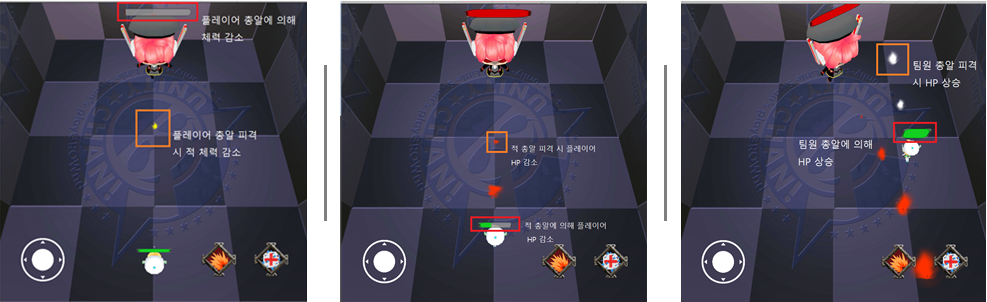 플레이어 총알에 의해
체력 감소
플레이어 총알 피격
시 적 체력 감소
적 총알 피격 시 플레이어
HP 감소
적 총알에 의해 플레이어
HP 감소
팀원 총알 피격
시 HP 상승
팀원 총알에 의해
HP 상승